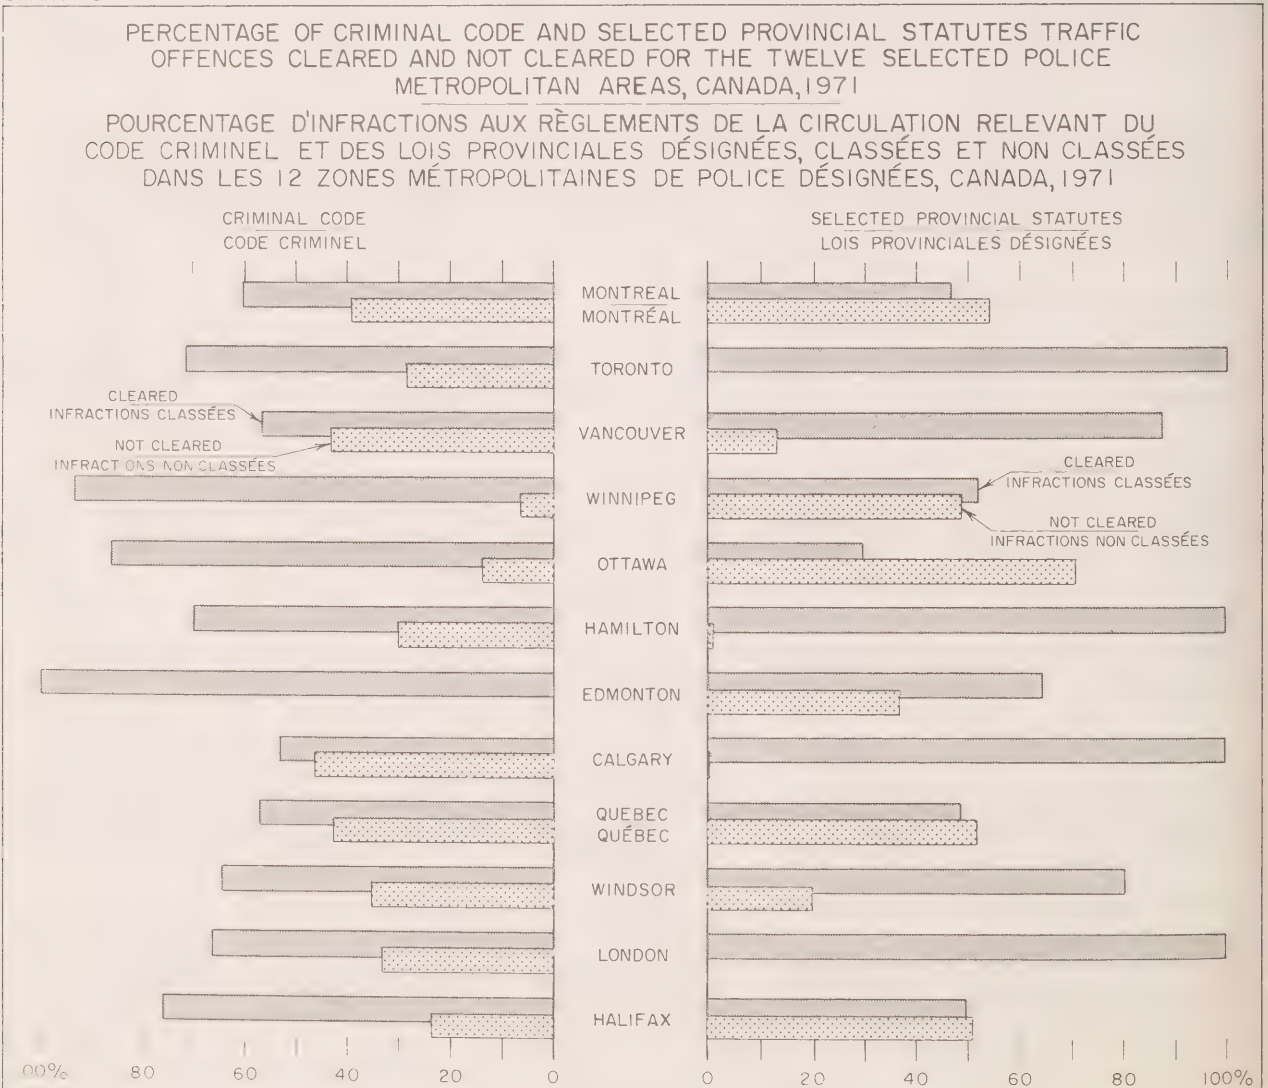 PERCENTAGE OF CRIMINAL CODE AND SELECTED PROVINCIAL STATUTES TRAFFIC
OFFENCES CLEARED AND NOT CLEARED FOR THE TWELVE SELECTED POLICE
METROPOLITAN AREAS, CANADA, 1971
POURCENTAGE D'INFRACTIONS AUX RÈGLEMENTS DE LA CIRCULATION RELEVANT DU
CODE CRIMINEL ET DES LOIS PROVINCIALES DÉSIGNÉES, CLASSÉES ET NON CLASSÉES
DANS LES 12 ZONES MÉTROPOLITAINES DE POLICE DÉSIGNÉES, CANADA, 1971
CRIMINAL CODE
CODE CRIMINEL
SELECTED PROVINCIAL STATUTES
LOIS PROVINCIALES DÉSIGNÉES
MONTREAL
MONTRÉAL
TORONTO
CLEARED
INFRACTIONS CLASSÉES
NOT CLEARED
INFRACTIONS NON CLASSÉES
VANCOUVER
WINNIPEG
CLEARED
INFRACTIONS CLASSÉES
NOT CLEARED
INFRACTIONS NON CLASSÉES
OTTAWA
HAMILTON
EDMONTON
CALGARY
QUEBEC
QUÉBEC
WINDSOR
LONDON
HALIFAX
00% 80 60 40 20 0 0 20 40 60 80 100%